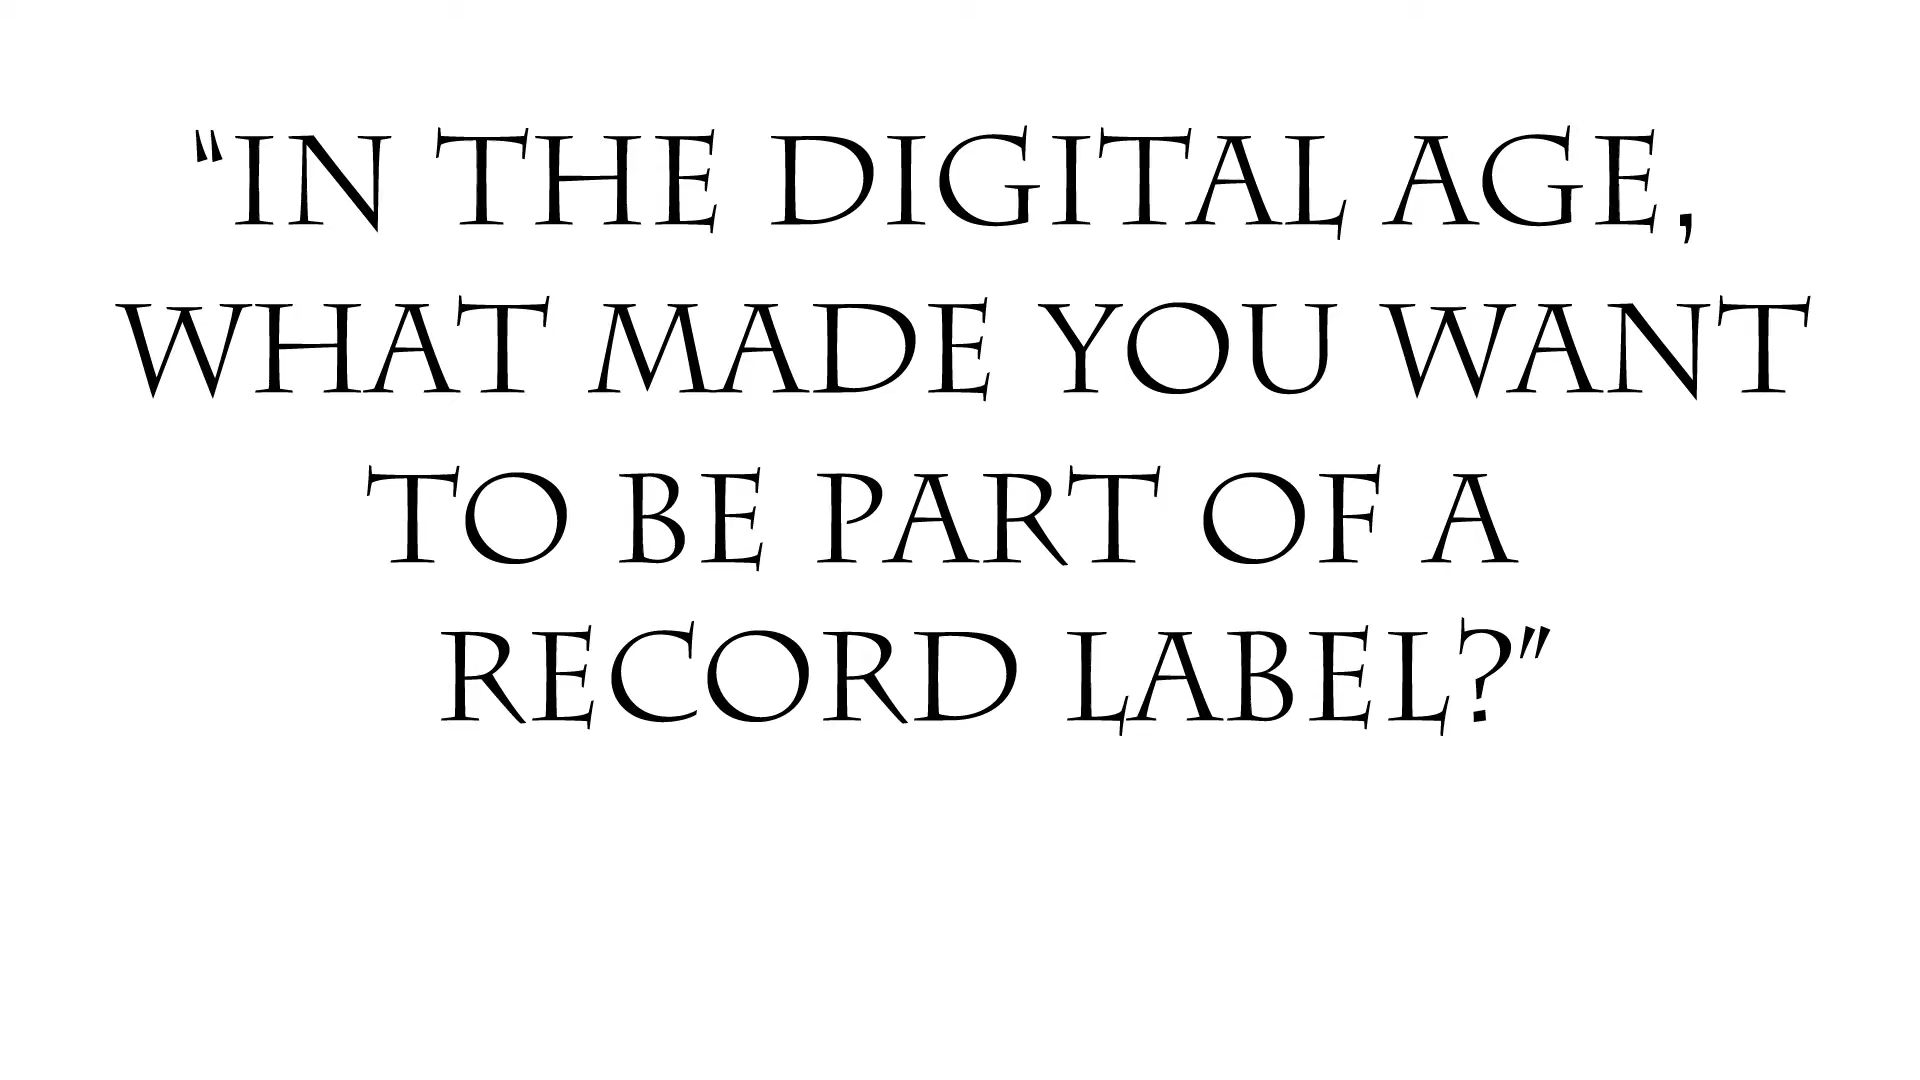 “IN THE DIGITAL AGE,
WHAT MADE YOU WANT
TO BE PART OF A
RECORD LABEL?”